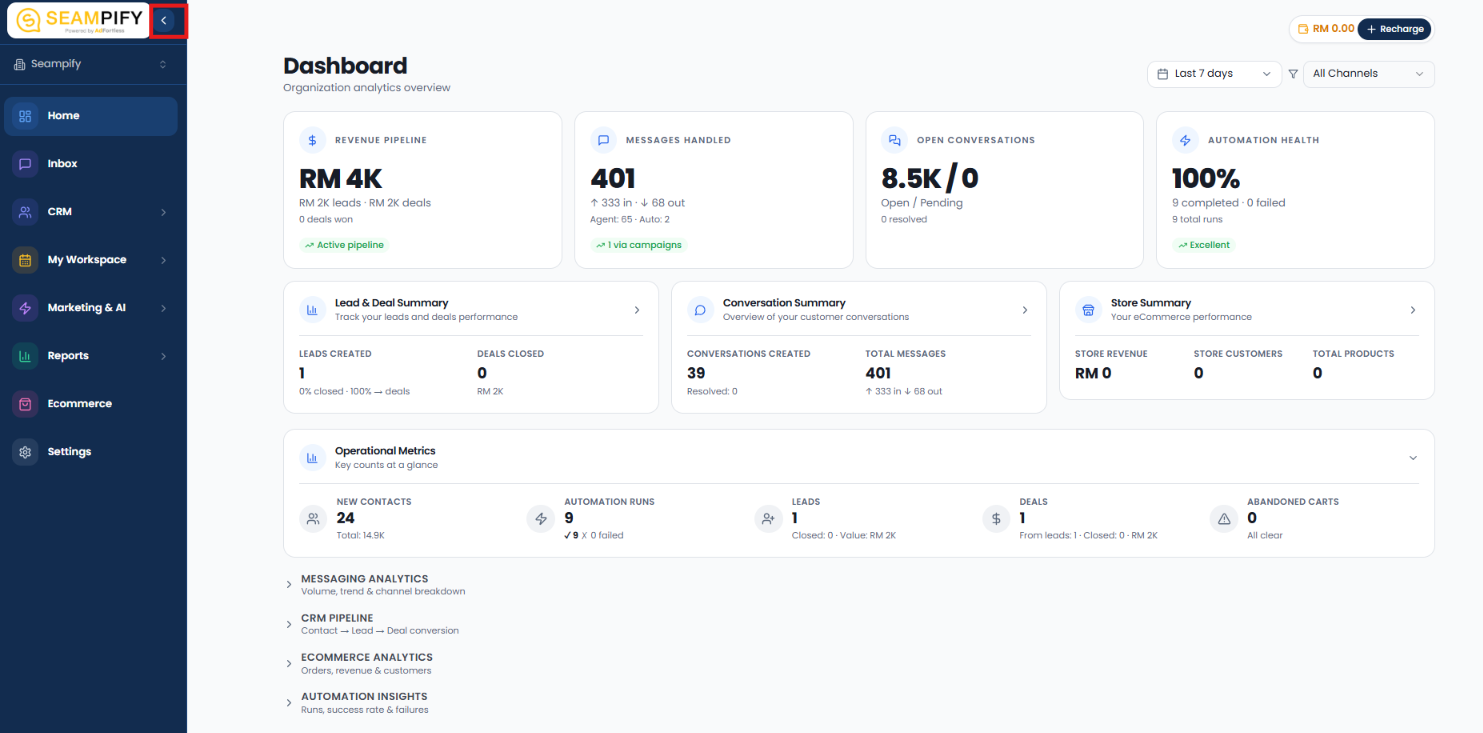 SEAMPIFY
Powered by AdFortress
Seampify
Home
Inbox
CRM
My Workspace
Marketing & AI
Reports
Ecommerce
Settings
RM 0.00
+ Recharge
Dashboard
Organization analytics overview
Last 7 days
All Channels
REVENUE PIPELINE
RM 4K
RM 2K leads · RM 2K deals
0 deals won
Active pipeline
MESSAGES HANDLED
401
↑ 333 in · ↓ 68 out
Agent: 65 · Auto: 2
1 via campaigns
OPEN CONVERSATIONS
8.5K / 0
Open / Pending
0 resolved
AUTOMATION HEALTH
100%
9 completed · 0 failed
9 total runs
Excellent
Lead & Deal Summary
Track your leads and deals performance
LEADS CREATED
1
0% closed · 100% → deals
DEALS CLOSED
0
RM 2K
Conversation Summary
Overview of your customer conversations
CONVERSATIONS CREATED
39
Resolved: 0
TOTAL MESSAGES
401
↑ 333 in ↓ 68 out
Store Summary
Your eCommerce performance
STORE REVENUE
RM 0
STORE CUSTOMERS
0
TOTAL PRODUCTS
0
Operational Metrics
Key counts at a glance
NEW CONTACTS
24
Total: 14.9K
AUTOMATION RUNS
9
✓ 9 ✗ 0 failed
LEADS
1
Closed: 0 · Value: RM 2K
DEALS
1
From leads: 1 · Closed: 0 · RM 2K
ABANDONED CARTS
0
All clear
MESSAGING ANALYTICS
Volume, trend & channel breakdown
CRM PIPELINE
Contact → Lead → Deal conversion
ECOMMERCE ANALYTICS
Orders, revenue & customers
AUTOMATION INSIGHTS
Runs, success rate & failures